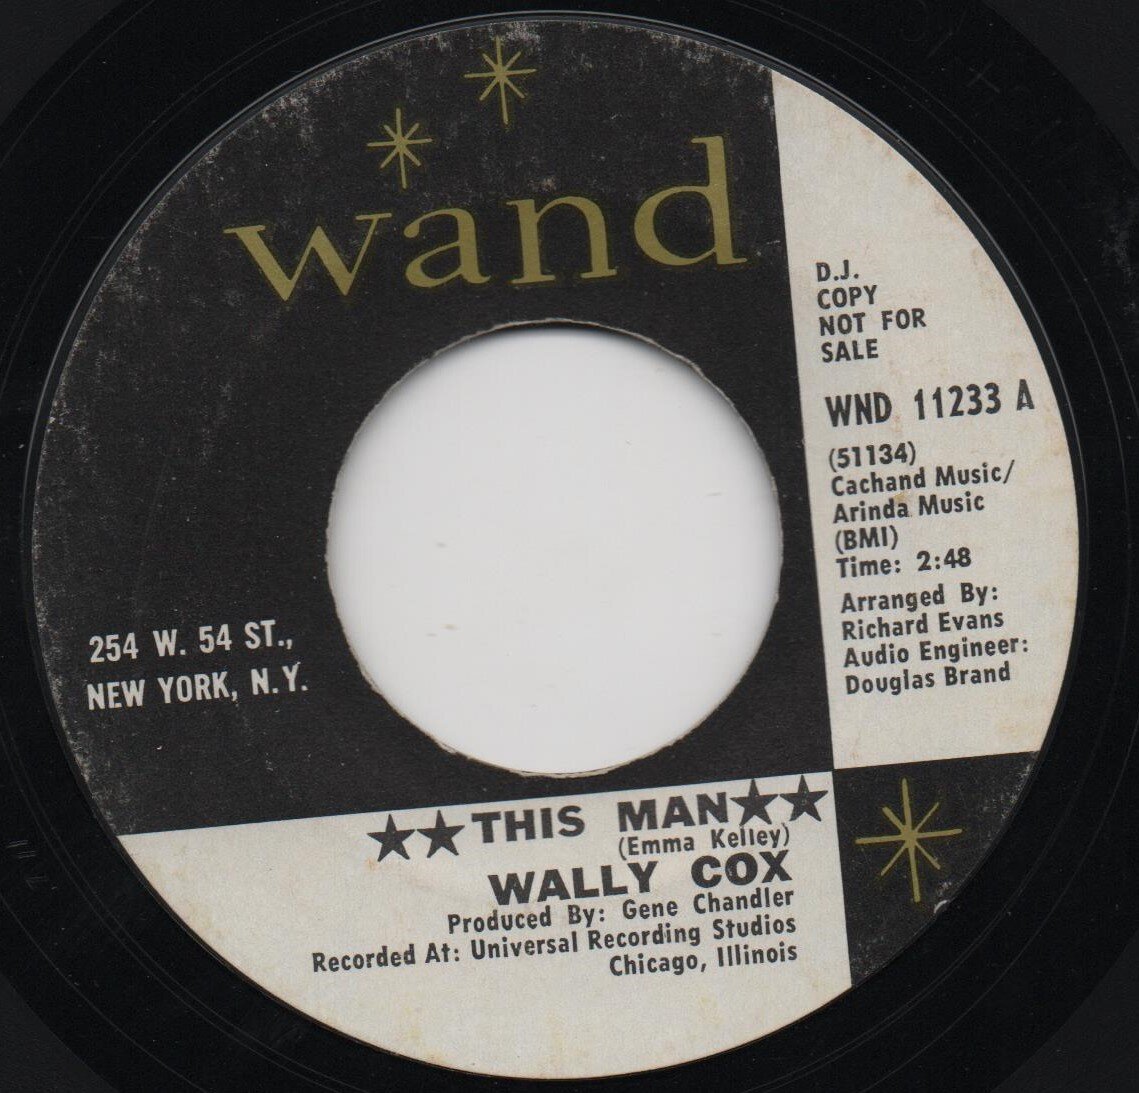 wand
D.J.
COPY
NOT FOR
SALE
WND 11233 A
(51134)
Cachand Music/
Arinda Music
(BMI)
Time: 2:48
Arranged By:
Richard Evans
Audio Engineer:
Douglas Brand
254 W. 54 ST.,
NEW YORK, N.Y.
★★THIS MAN★★
(Emma Kelley)
WALLY COX
Produced By: Gene Chandler
Recorded At: Universal Recording Studios
Chicago, Illinois